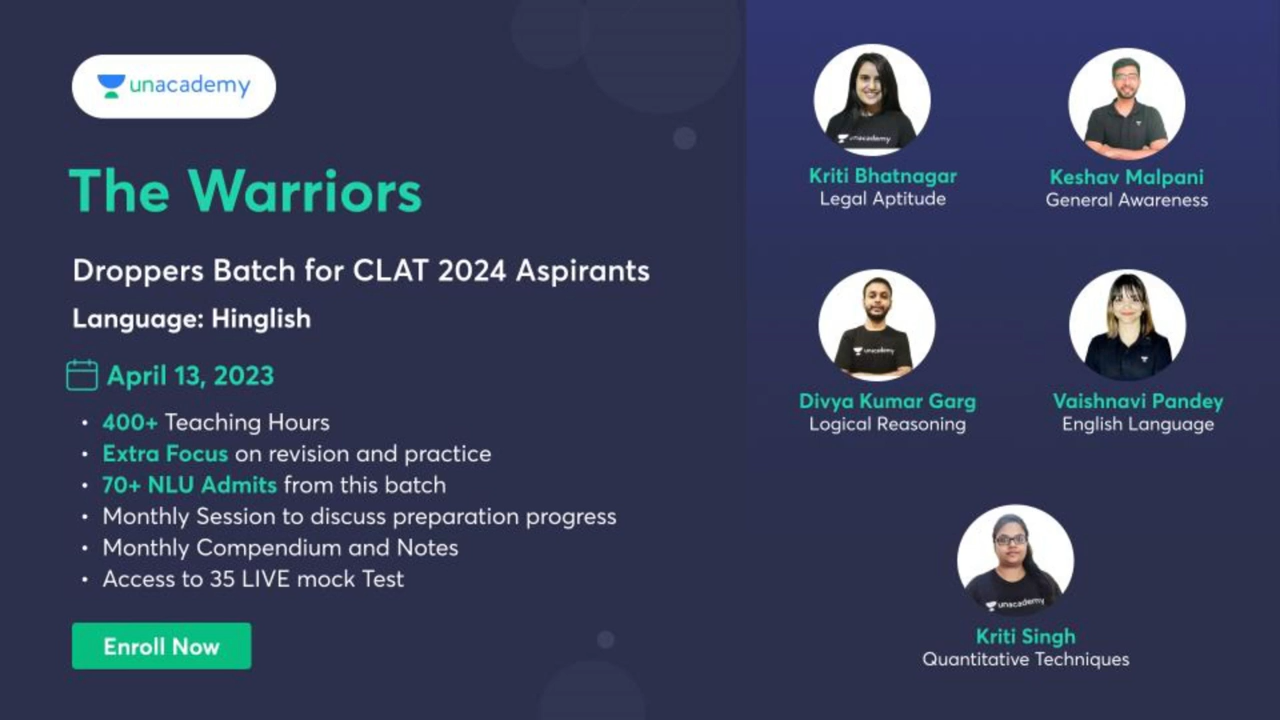 unacademy
The Warriors
Droppers Batch for CLAT 2024 Aspirants
Language: Hinglish
April 13, 2023
• 400+ Teaching Hours
• Extra Focus on revision and practice
• 70+ NLU Admits from this batch
• Monthly Session to discuss preparation progress
• Monthly Compendium and Notes
• Access to 35 LIVE mock Test
Enroll Now
unacademy
Kriti Bhatnagar
Legal Aptitude
Keshav Malpani
General Awareness
unacademy
Divya Kumar Garg
Logical Reasoning
Vaishnavi Pandey
English Language
unacademy
Kriti Singh
Quantitative Techniques